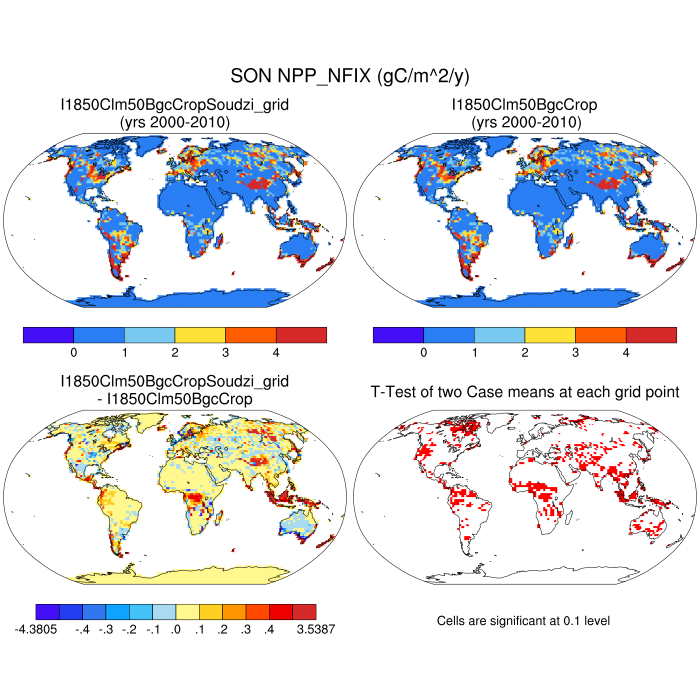 SON NPP_NFIX (gC/m^2/y)
I1850Clm50BgcCropSoudzi_grid
(yrs 2000-2010)
I1850Clm50BgcCrop
(yrs 2000-2010)
0 1 2 3 4
0 1 2 3 4
I1850Clm50BgcCropSoudzi_grid
- I1850Clm50BgcCrop
T-Test of two Case means at each grid point
-4.3805 -.4 -.3 -.2 -.1 .0 .1 .2 .3 .4 3.5387
Cells are significant at 0.1 level